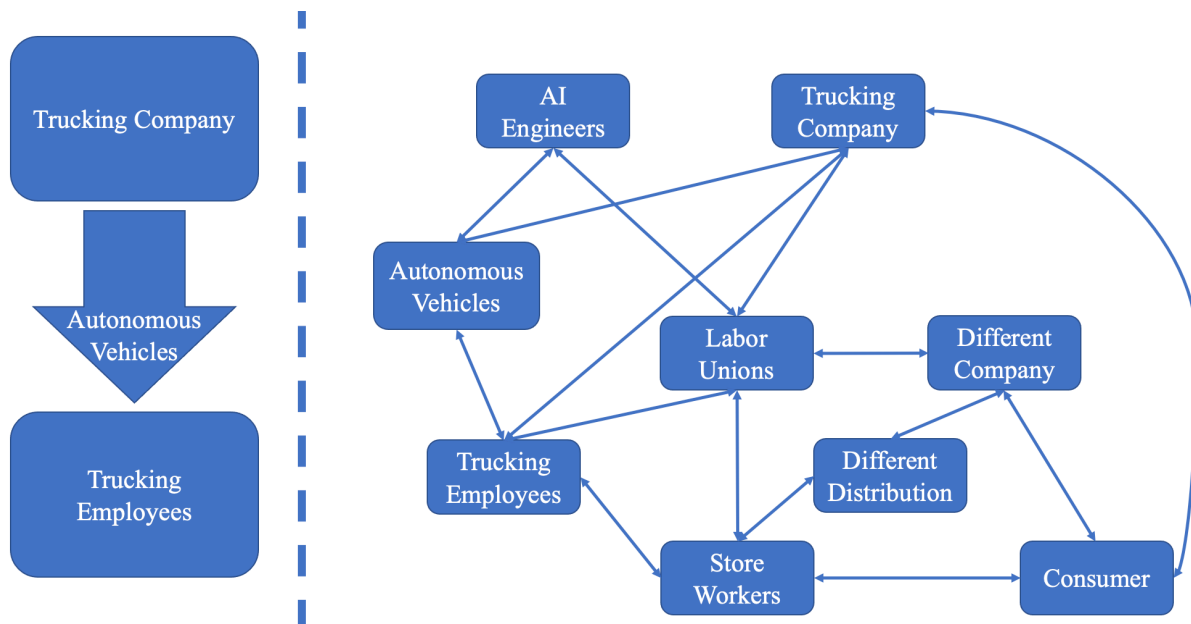 Trucking Company
Autonomous
Vehicles
Trucking
Employees
AI
Engineers
Trucking
Company
Autonomous
Vehicles
Labor
Unions
Different
Company
Trucking
Employees
Different
Distribution
Store
Workers
Consumer